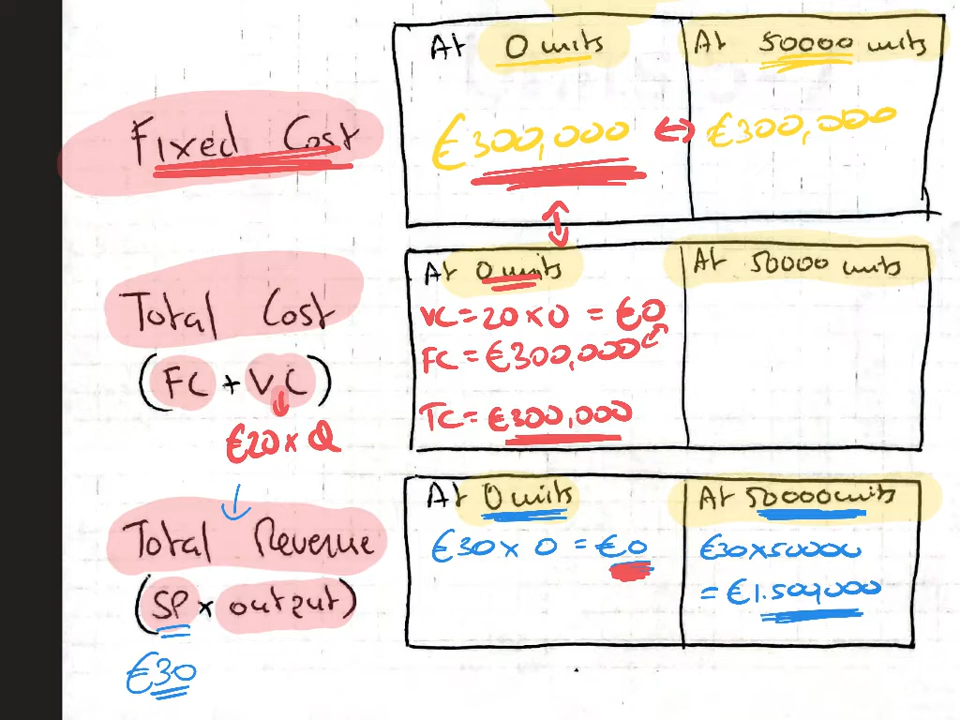 At 0 units
At 50000 units
Fixed Cost
€300,000 ↔ €300,000
Total Cost
(FC + VC)
€20 x Q
At 0 units
VC = 20 x 0 = €0
FC = €300,000
TC = €300,000
At 50000 units
Total Revenue
(SP x output)
€30
At 0 units
€30 x 0 = €0
At 50000 units
€30 x 50000
= €1.500,000